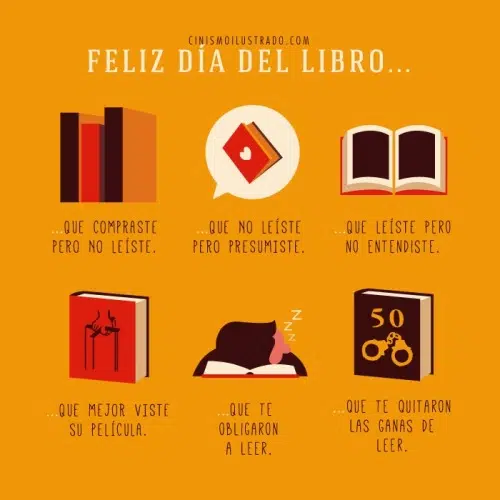 CINISMOILUSTRADO.COM
FELIZ DÍA DEL LIBRO...
...QUE COMPRASTE
PERO NO LEÍSTE.
...QUE NO LEÍSTE
PERO PRESUMISTE.
...QUE LEÍSTE PERO
NO ENTENDISTE.
50
...QUE MEJOR VISTE
SU PELÍCULA.
Z
Z
Z
...QUE TE
OBLIGARON
A LEER.
...QUE TE QUITARON
LAS GANAS DE
LEER.